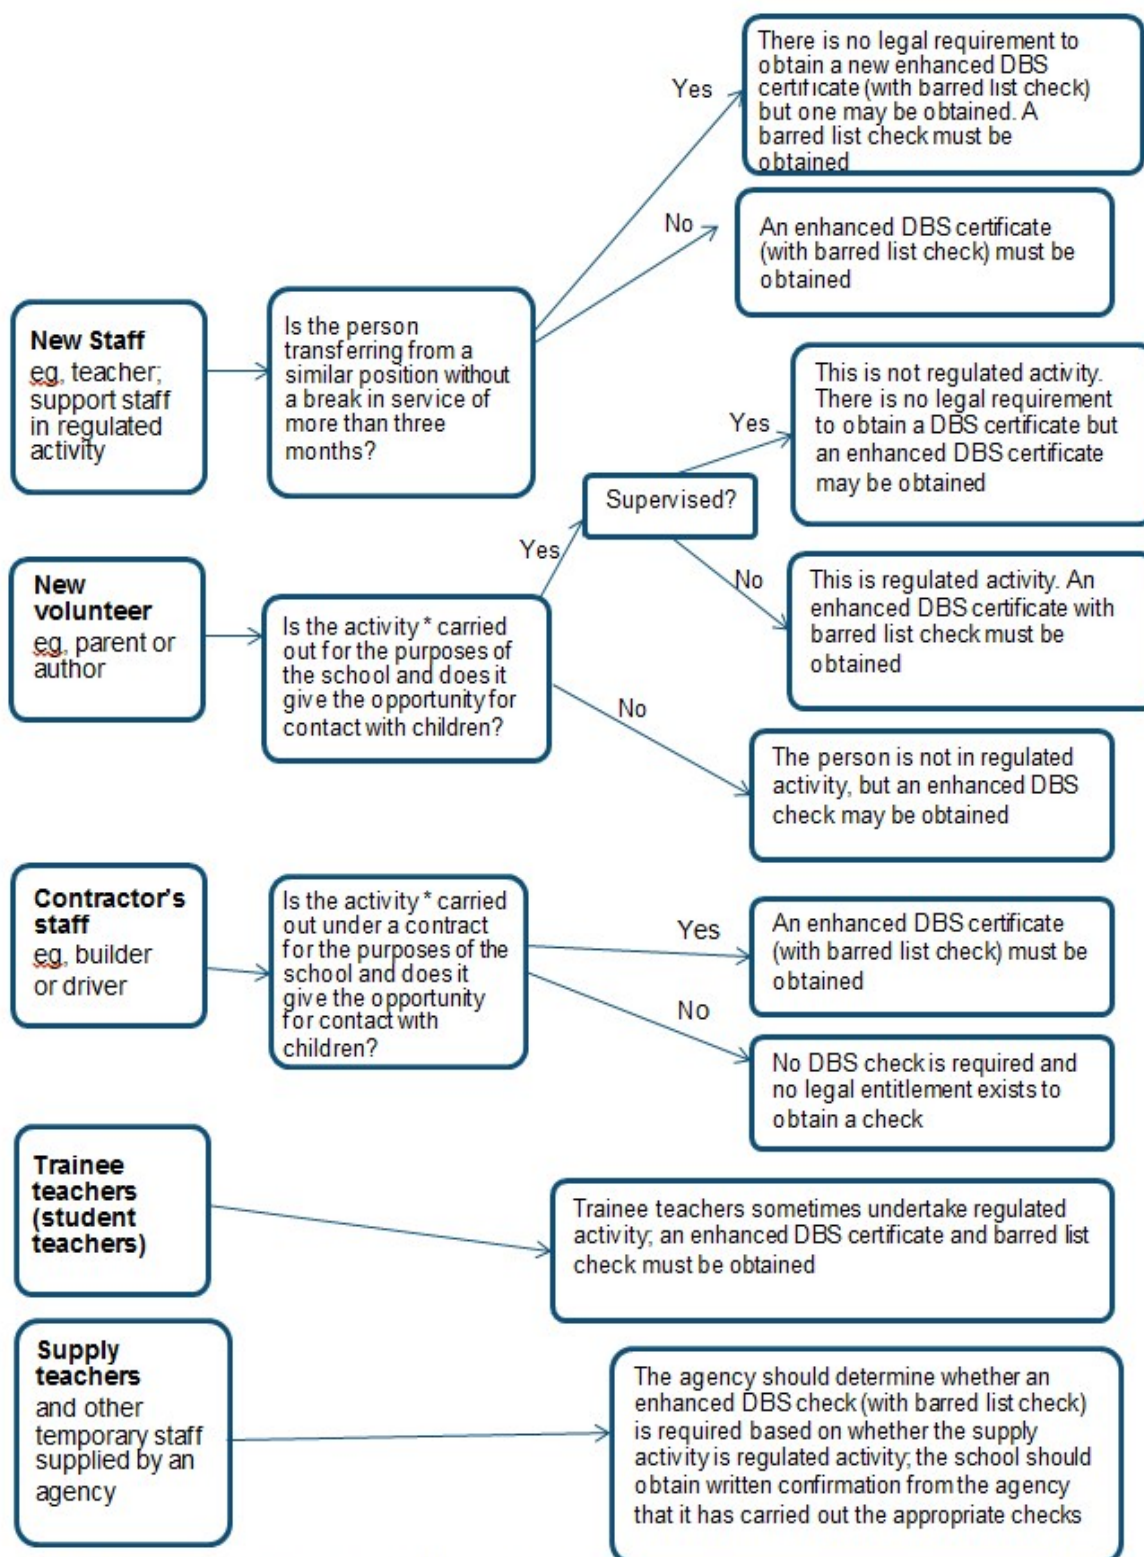 There is no legal requirement to
obtain a new enhanced DBS
certificate (with barred list check)
but one may be obtained. A
barred list check must be
obtained
Yes
No
An enhanced DBS certificate
(with barred list check) must be
obtained
New Staff
eg, teacher;
support staff
in regulated
activity
Is the person
transferring from a
similar position without
a break in service of
more than three
months?
This is not regulated activity.
There is no legal requirement
to obtain a DBS certificate but
an enhanced DBS certificate
may be obtained
Yes
Supervised?
Yes
No
This is regulated activity. An
enhanced DBS certificate with
barred list check must be
obtained
New
volunteer
eg, parent or
author
Is the activity * carried
out for the purposes of
the school and does it
give the opportunity for
contact with children?
No
The person is not in regulated
activity, but an enhanced DBS
check may be obtained
Contractor's
staff
eg, builder
or driver
Is the activity * carried
out under a contract
for the purposes of the
school and does it
give the opportunity
for contact with
children?
Yes
An enhanced DBS certificate
(with barred list check) must be
obtained
No
No DBS check is required and
no legal entitlement exists to
obtain a check
Trainee
teachers
(student
teachers)
Trainee teachers sometimes undertake regulated
activity; an enhanced DBS certificate and barred list
check must be obtained
Supply
teachers
and other
temporary staff
supplied by an
agency
The agency should determine whether an
enhanced DBS check (with barred list check)
is required based on whether the supply
activity is regulated activity; the school should
obtain written confirmation from the agency
that it has carried out the appropriate checks